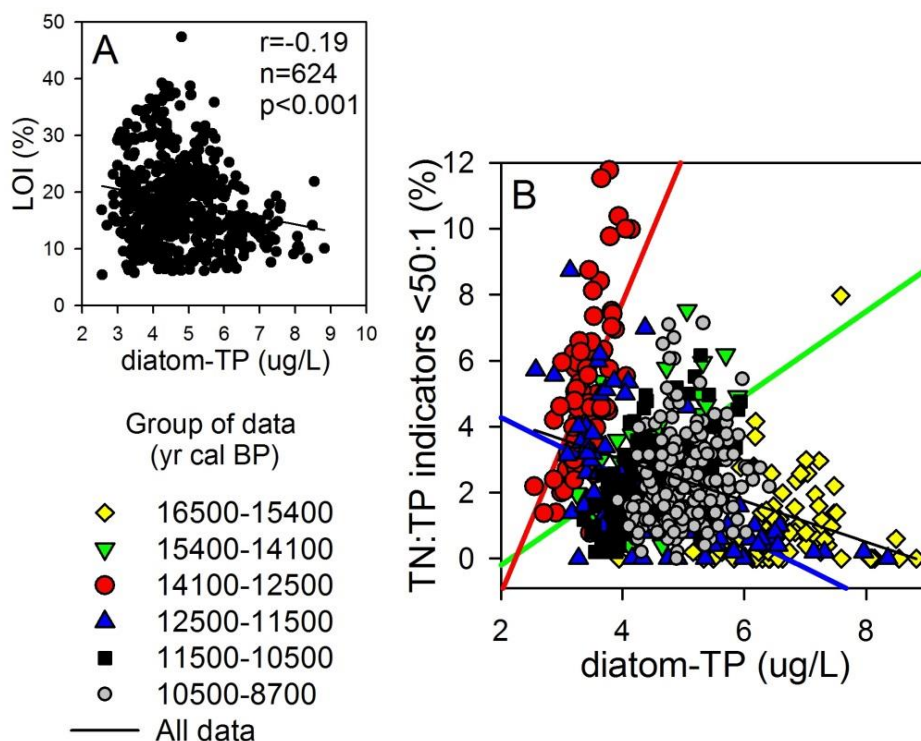 A
r=-0.19
n=624
p<0.001
50
40
30
20
10
0
LOI (%)
2 3 4 5 6 7 8 9 10
diatom-TP (ug/L)
Group of data
(yr cal BP)
16500-15400
15400-14100
14100-12500
12500-11500
11500-10500
10500-8700
All data
B
12
10
8
6
4
2
0
TN:TP indicators <50:1 (%)
2 4 6 8
diatom-TP (ug/L)